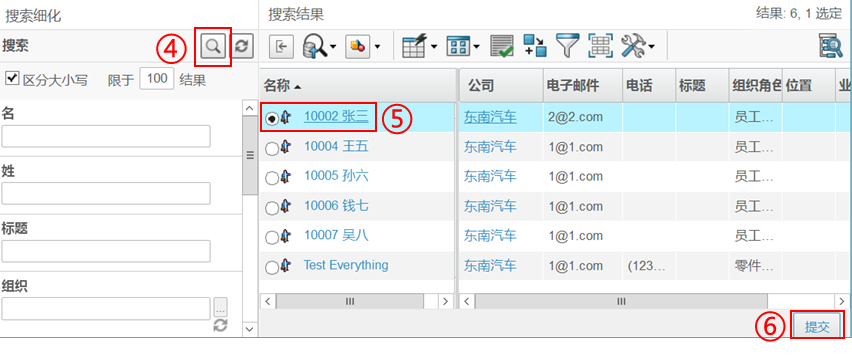 搜索细化
搜索 ④
区分大小写 限于 100 结果
名
姓
标题
组织
...
搜索结果 结果: 6, 1 选定
名称 公司 电子邮件 电话 标题 组织角色 位置 业
10002 张三 ⑤ 东南汽车 2@2.com 员工...
10004 王五 东南汽车 1@1.com 员工...
10005 孙六 东南汽车 1@1.com 员工...
10006 钱七 东南汽车 1@1.com 员工...
10007 吴八 东南汽车 1@1.com 员工...
Test Everything 东南汽车 1@1.com (123... 零件...
⑥ 提交